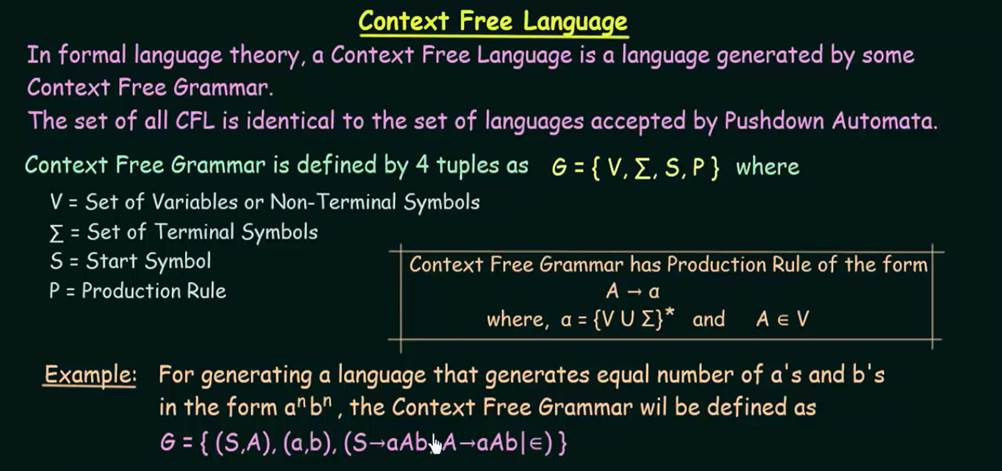 Context Free Language
In formal language theory, a Context Free Language is a language generated by some
Context Free Grammar.
The set of all CFL is identical to the set of languages accepted by Pushdown Automata.
Context Free Grammar is defined by 4 tuples as G = { V, Σ, S, P } where
V = Set of Variables or Non-Terminal Symbols
Σ = Set of Terminal Symbols
S = Start Symbol
P = Production Rule
Context Free Grammar has Production Rule of the form
A → a
where, a = {V ∪ Σ}* and A ∈ V
Example: For generating a language that generates equal number of a's and b's
in the form aⁿbⁿ, the Context Free Grammar wil be defined as
G = { (S,A), (a,b), (S→aAb, A→aAb|∈) }